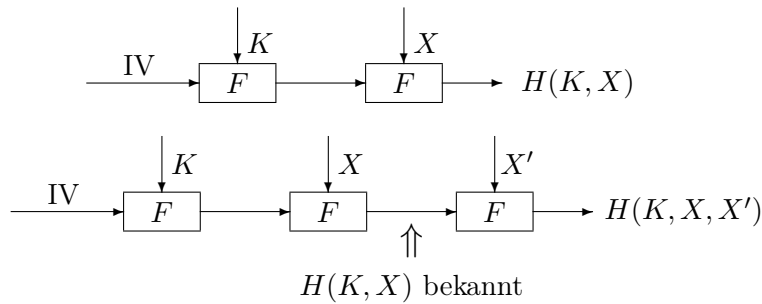 K X
IV F F H(K, X)
K X X′
IV F F F H(K, X, X′)
⇑
H(K, X) bekannt